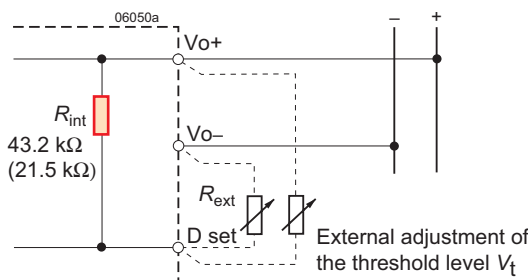 06050a
– +
Vo+
Rint
43.2 kΩ
(21.5 kΩ)
Vo–
Rext
D set
External adjustment of
the threshold level Vt